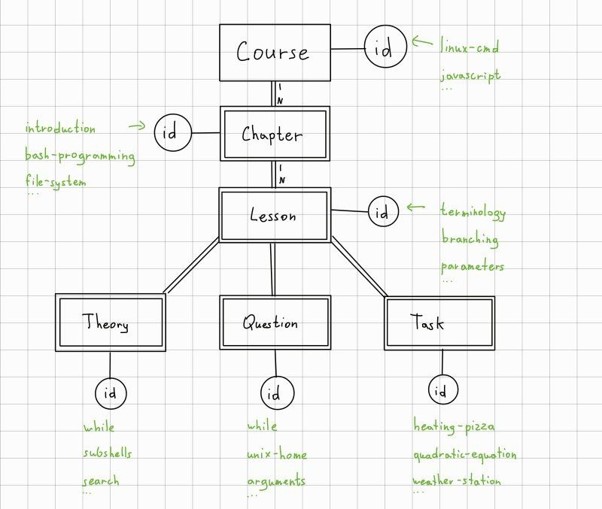 Course
id
linux-cmd
javascript
...
1
N
introduction
bash-programming
file-system
...
id
Chapter
1
N
Lesson
id
terminology
branching
parameters
...
Theory
Question
Task
id
id
id
while
subshells
search
...
while
unix-home
arguments
...
heating-pizza
quadratic-equation
weather-station
...